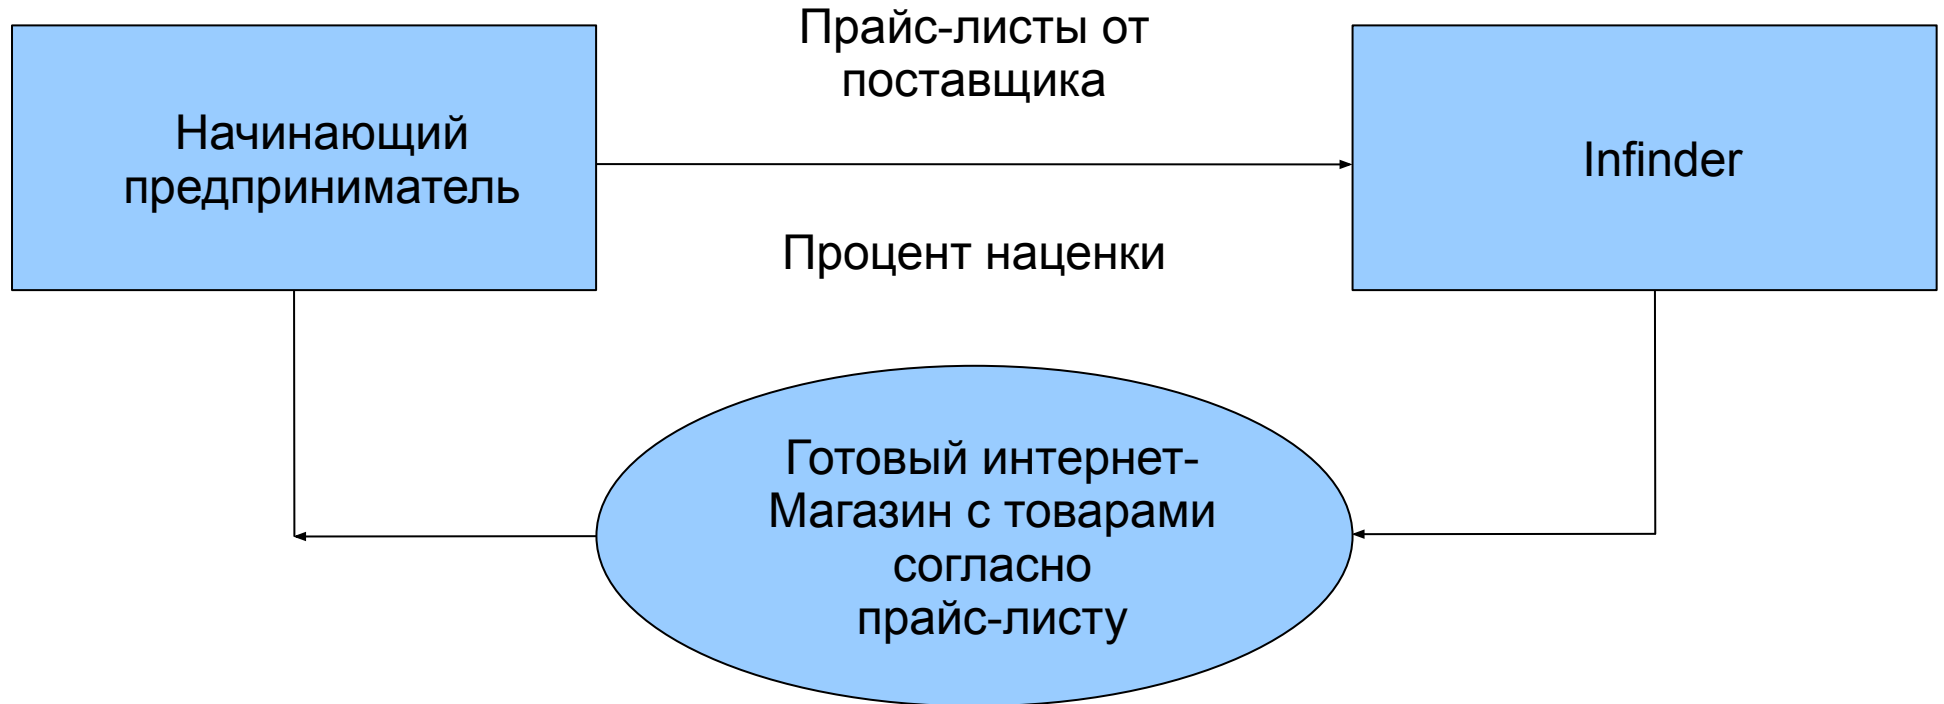 Прайс-листы от
поставщика
Начинающий
предприниматель
Infinder
Процент наценки
Готовый интернет-
Магазин с товарами
согласно
прайс-листу